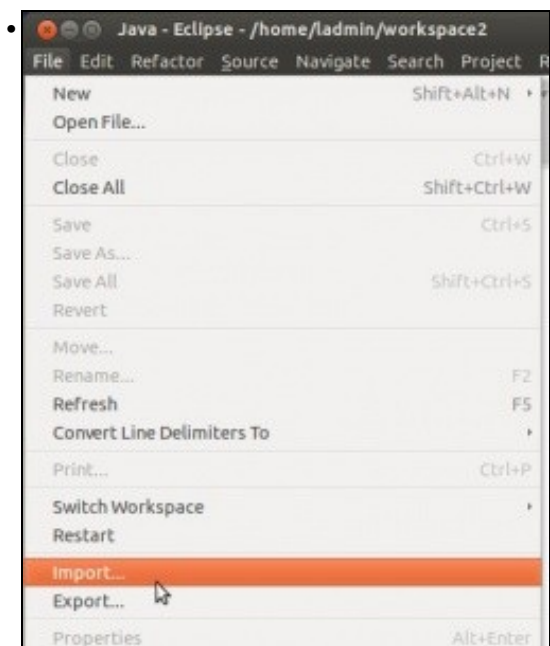 Java - Eclipse - /home/ladmin/workspace2
File Edit Refactor Source Navigate Search Project R
New Shift+Alt+N
Open File...
Close Ctrl+W
Close All Shift+Ctrl+W
Save Ctrl+S
Save As...
Save All Shift+Ctrl+S
Revert
Move...
Rename... F2
Refresh F5
Convert Line Delimiters To
Print... Ctrl+P
Switch Workspace
Restart
Import...
Export...
Properties Alt+Enter